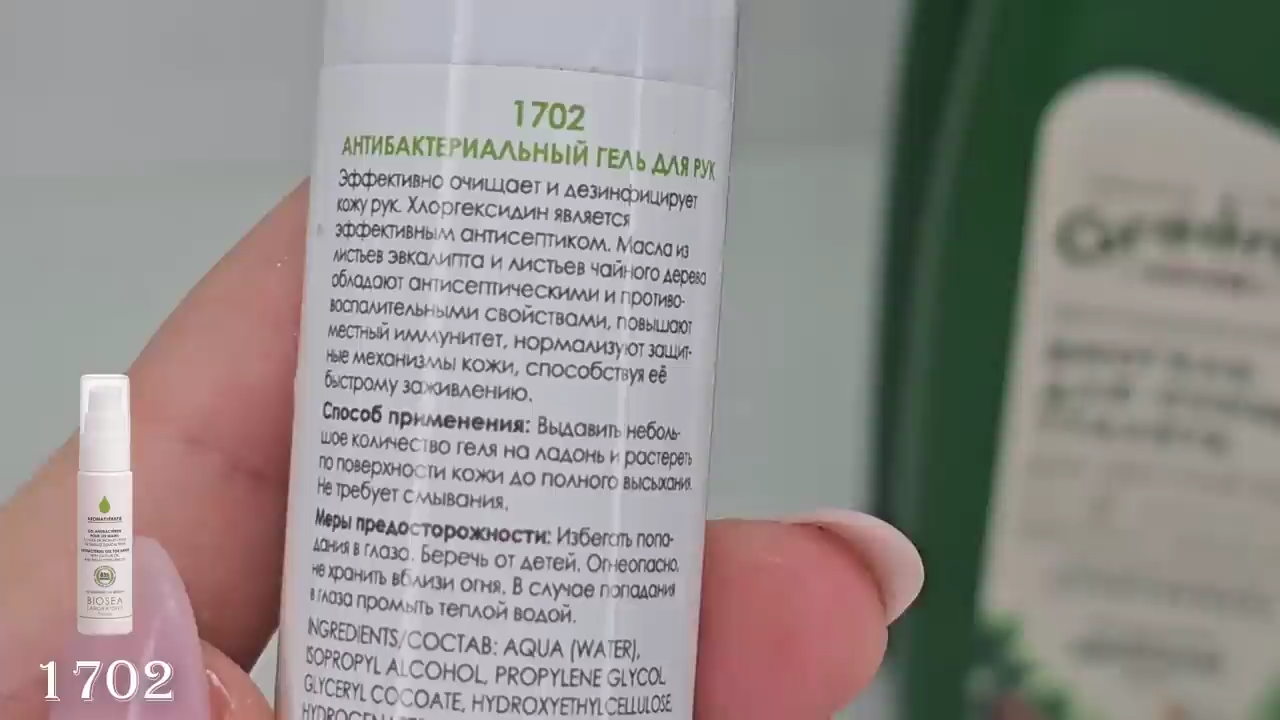 1702
АНТИБАКТЕРИАЛЬНЫЙ ГЕЛЬ ДЛЯ РУК
Эффективно очищает и дезинфицирует
кожу рук. Хлоргексидин является
эффективным антисептиком. Масла из
листьев эвкалипта и листьев чайного дерева
обладают антисептическими и противо-
воспалительными свойствами, повышают
местный иммунитет, нормализуют защит-
ные механизмы кожи, способствуя её
быстрому заживлению.
Способ применения: Выдавить неболь-
шое количество геля на ладонь и растереть
по поверхности кожи до полного высыхания.
Не требует смывания.
Меры предосторожности: Избегать попа-
дания в глаза. Беречь от детей. Огнеопасно,
не хранить вблизи огня. В случае попадания
в глаза промыть теплой водой.
INGREDIENTS/СОСТАВ: AQUA (WATER),
ISOPROPYL ALCOHOL, PROPYLENE GLYCOL
GLYCERYL COCOATE, HYDROXYETHYLCELLULOSE
BIOSEA
1702